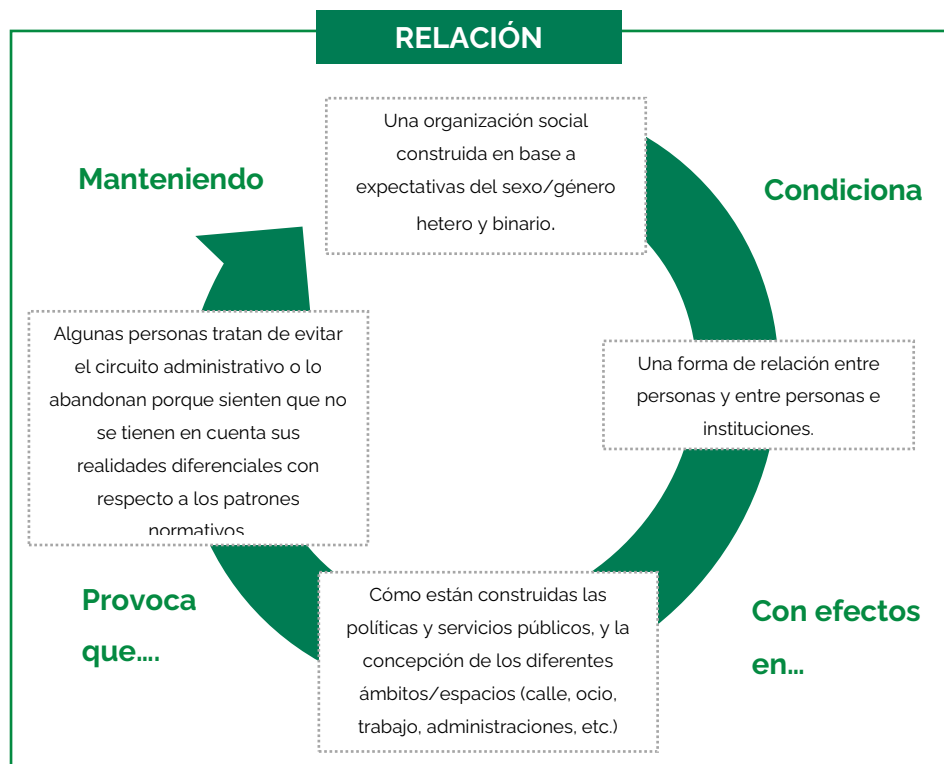 RELACIÓN
Una organización social
construida en base a
expectativas del sexo/género
hetero y binario.
Condiciona
Una forma de relación entre
personas y entre personas e
instituciones.
Con efectos
en...
Cómo están construidas las
políticas y servicios públicos, y la
concepción de los diferentes
ámbitos/espacios (calle, ocio,
trabajo, administraciones, etc.)
Provoca
que....
Algunas personas tratan de evitar
el circuito administrativo o lo
abandonan porque sienten que no
se tienen en cuenta sus
realidades diferenciales con
respecto a los patrones
normativos
Manteniendo